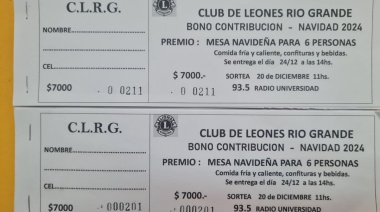 C.L.R.G.
NOMBRE
CEL
$7000 0 0211
CLUB DE LEONES RIO GRANDE
BONO CONTRIBUCION - NAVIDAD 2024
PREMIO : MESA NAVIDEÑA PARA 6 PERSONAS
Comida fría y caliente, confituras y bebidas.
Se entrega el día 24/12 a las 14hs.
$ 7000.- SORTEA 20 DE DICIEMBRE 11hs.
0 0211 93.5 RADIO UNIVERSIDAD
C.L.R.G.
NOMBRE
CEL
$7000 000201
CLUB DE LEONES RIO GRANDE
BONO CONTRIBUCION - NAVIDAD 2024
PREMIO : MESA NAVIDEÑA PARA 6 PERSONAS
Comida fría y caliente, confituras y bebidas.
Se entrega el día 24/12 a las 14hs.
$ 7000.- SORTEA 20 DE DICIEMBRE 11hs.
000201 93.5 RADIO UNIVERSIDAD